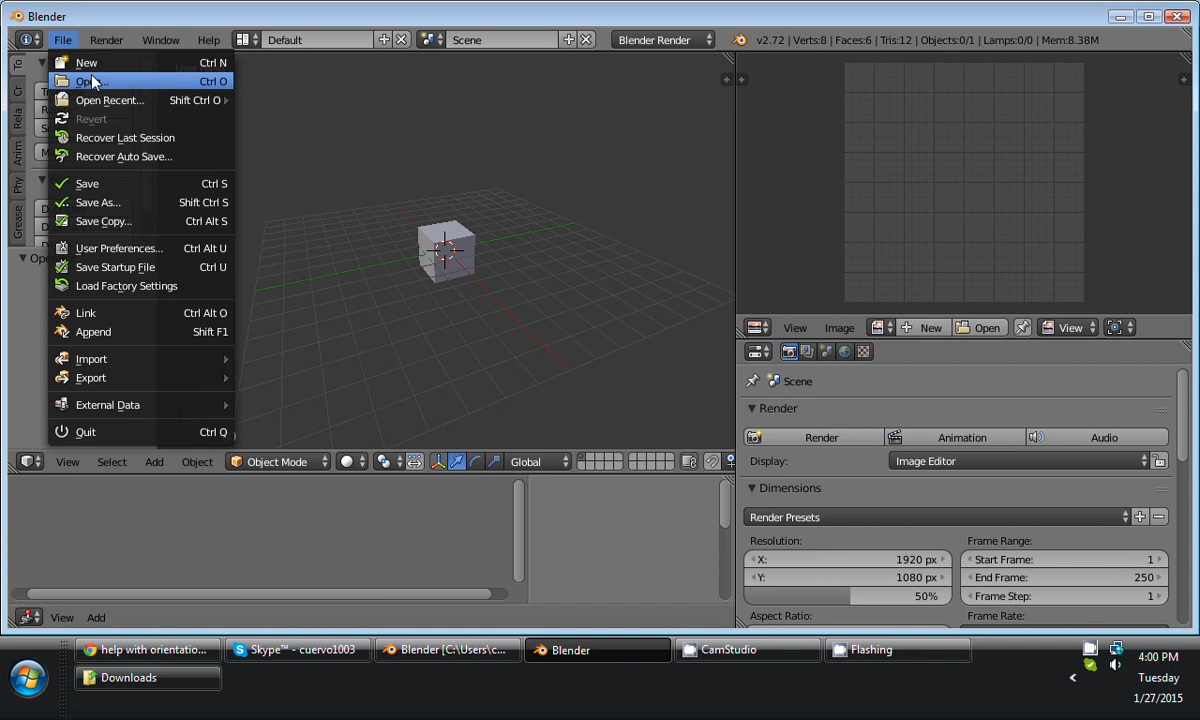 Blender
File Render Window Help Default Scene Blender Render v2.72 | Verts:8 | Faces:6 | Tris:12 | Objects:0/1 | Lamps:0/0 | Mem:8.38M
New Ctrl N
Ctrl O
Open Recent... Shift Ctrl O
Revert
Recover Last Session
Recover Auto Save...
Save Ctrl S
Save As... Shift Ctrl S
Save Copy... Ctrl Alt S
User Preferences... Ctrl Alt U
Save Startup File Ctrl U
Load Factory Settings
Link Ctrl Alt O
Append Shift F1
Import
Export
External Data
Quit Ctrl Q
To
Cr
Rela
Anim
Phy
Grease
View Image New Open View
Scene
Render
Render Animation Audio
Display: Image Editor
Dimensions
Render Presets
Resolution: Frame Range:
X: 1920 px Start Frame: 1
Y: 1080 px End Frame: 250
50% Frame Step: 1
Aspect Ratio: Frame Rate:
View Select Add Object Object Mode Global
View Add
help with orientatio... Skype™ - cuervo1003 Blender [C:\Users\c... Blender CamStudio Flashing
Downloads
4:00 PM
Tuesday
1/27/2015